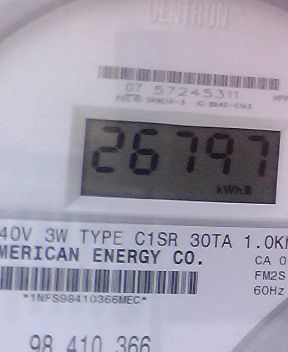 CENTRON®
07 57245311
26797
kWh
40V 3W TYPE C1SR 30TA 1.0K
MERICAN ENERGY CO.
CA 0
FM2S
60Hz
*1NFS98410366MEC*
98 410 366